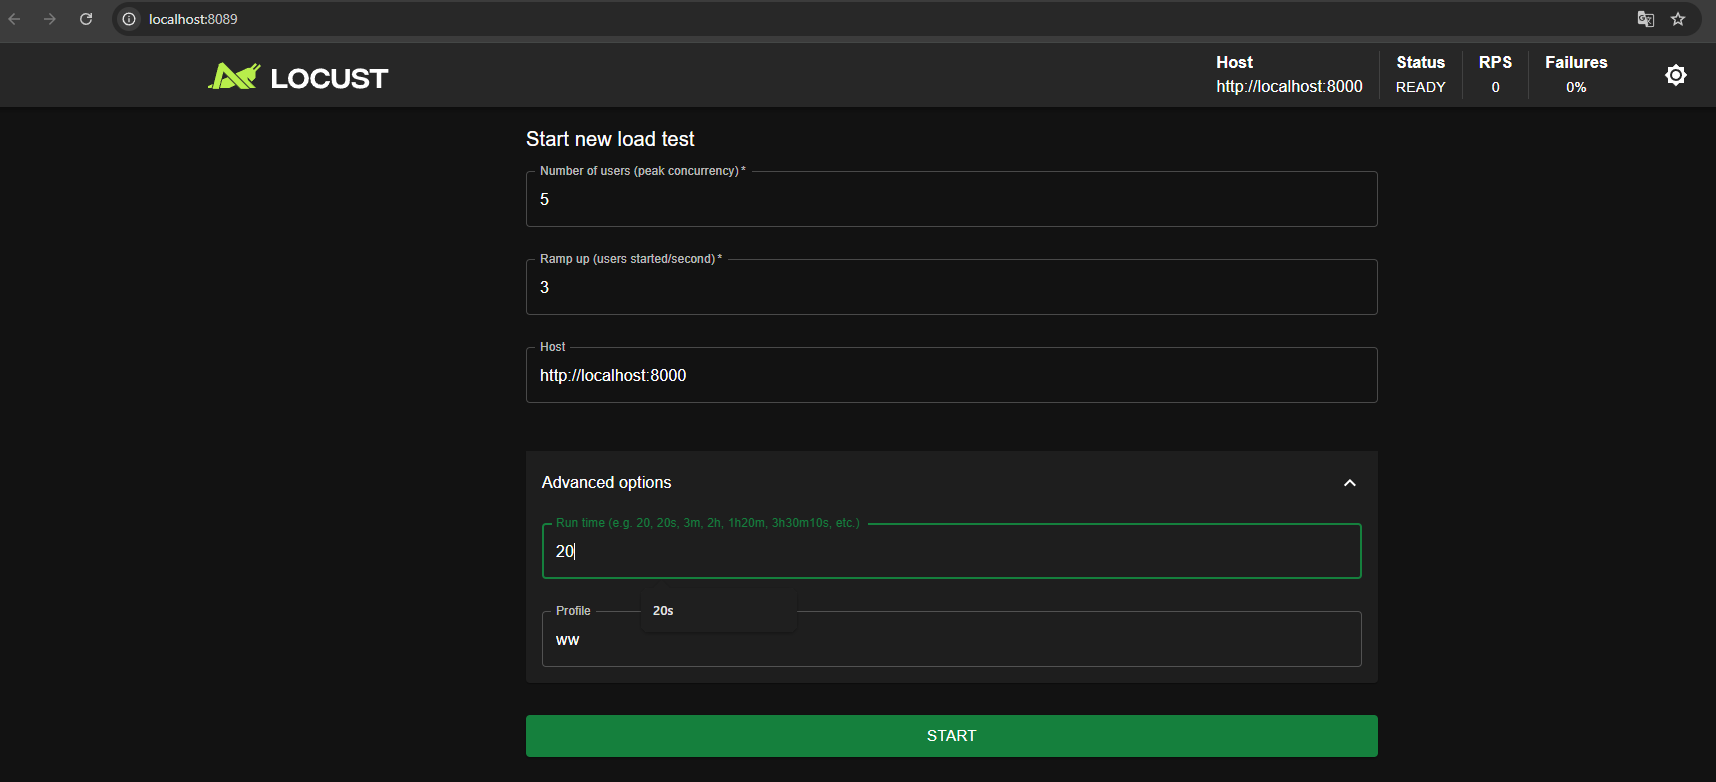 localhost:8089
LOCUST
Host
http://localhost:8000
Status
READY
RPS
0
Failures
0%
Start new load test
Number of users (peak concurrency) *
5
Ramp up (users started/second) *
3
Host
http://localhost:8000
Advanced options
Run time (e.g. 20, 20s, 3m, 2h, 1h20m, 3h30m10s, etc.)
20
20s
Profile
ww
START